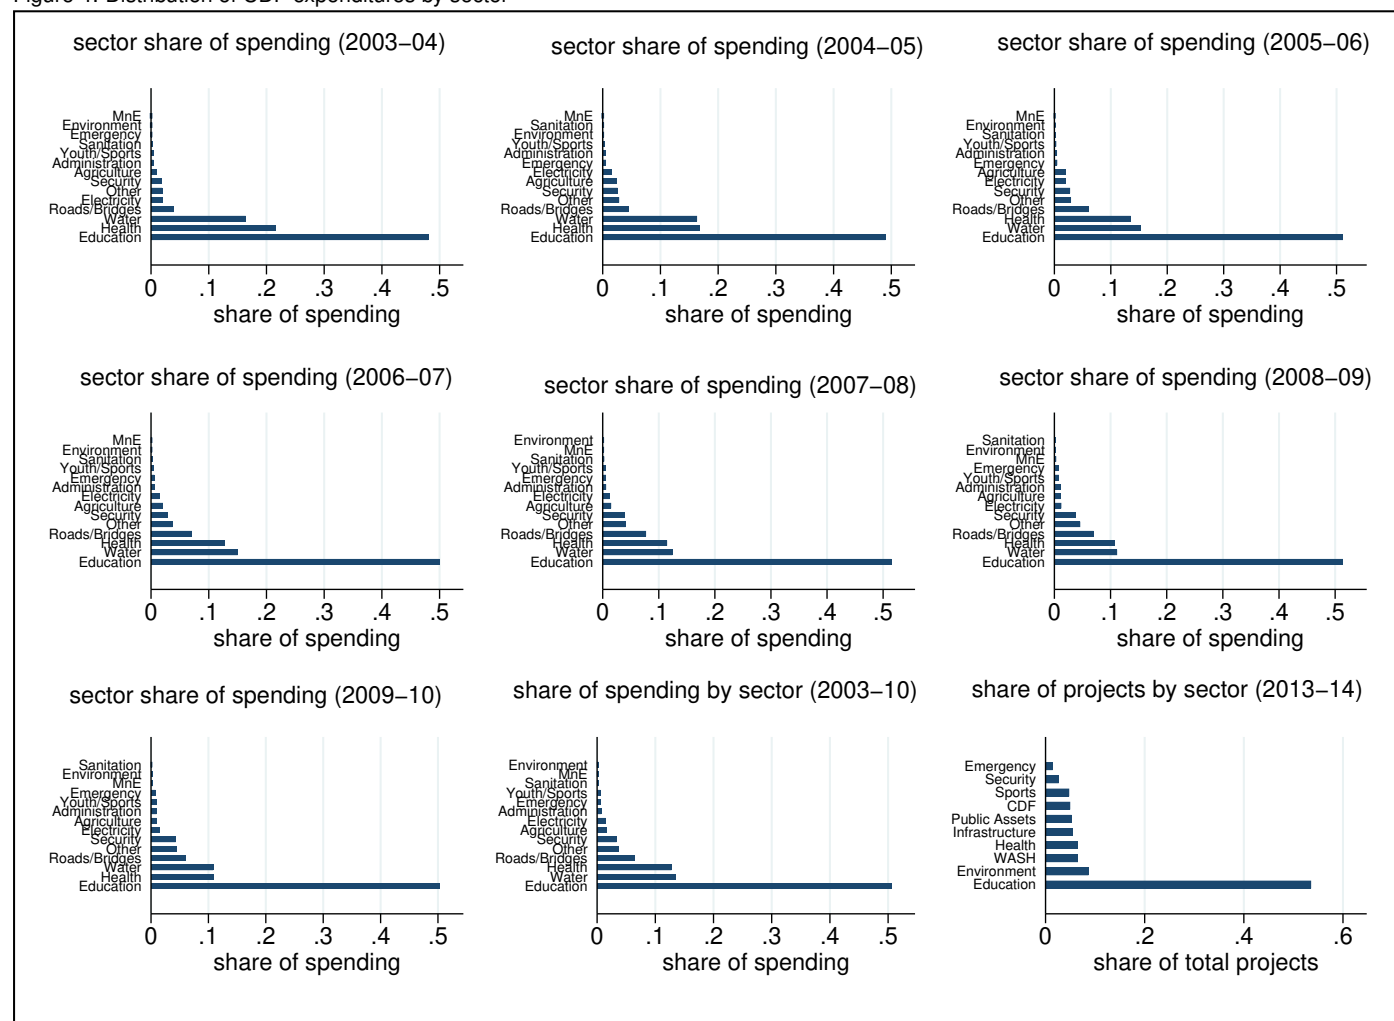 Figure 1: Distribution of CDF expenditures by sector
sector share of spending (2003−04)
MnE
Environment
Emergency
Sanitation
Youth/Sports
Administration
Agriculture
Security
Other
Electricity
Roads/Bridges
Water
Health
Education
0 .1 .2 .3 .4 .5
share of spending
sector share of spending (2004−05)
MnE
Sanitation
Environment
Youth/Sports
Administration
Emergency
Electricity
Agriculture
Security
Other
Roads/Bridges
Water
Health
Education
0 .1 .2 .3 .4 .5
share of spending
sector share of spending (2005−06)
MnE
Environment
Sanitation
Youth/Sports
Administration
Emergency
Agriculture
Electricity
Security
Other
Roads/Bridges
Health
Water
Education
0 .1 .2 .3 .4 .5
share of spending
sector share of spending (2006−07)
MnE
Environment
Sanitation
Youth/Sports
Emergency
Administration
Electricity
Agriculture
Security
Other
Roads/Bridges
Health
Water
Education
0 .1 .2 .3 .4 .5
share of spending
sector share of spending (2007−08)
Environment
MnE
Sanitation
Youth/Sports
Emergency
Administration
Electricity
Agriculture
Security
Other
Roads/Bridges
Health
Water
Education
0 .1 .2 .3 .4 .5
share of spending
sector share of spending (2008−09)
Sanitation
Environment
MnE
Emergency
Youth/Sports
Administration
Agriculture
Electricity
Security
Other
Roads/Bridges
Health
Water
Education
0 .1 .2 .3 .4 .5
share of spending
sector share of spending (2009−10)
Sanitation
Environment
MnE
Emergency
Youth/Sports
Administration
Agriculture
Electricity
Security
Other
Roads/Bridges
Water
Health
Education
0 .1 .2 .3 .4 .5
share of spending
share of spending by sector (2003−10)
Environment
MnE
Sanitation
Youth/Sports
Emergency
Administration
Electricity
Agriculture
Security
Other
Roads/Bridges
Health
Water
Education
0 .1 .2 .3 .4 .5
share of spending
share of projects by sector (2013−14)
Emergency
Security
Sports
CDF
Public Assets
Infrastructure
Health
WASH
Environment
Education
0 .2 .4 .6
share of total projects